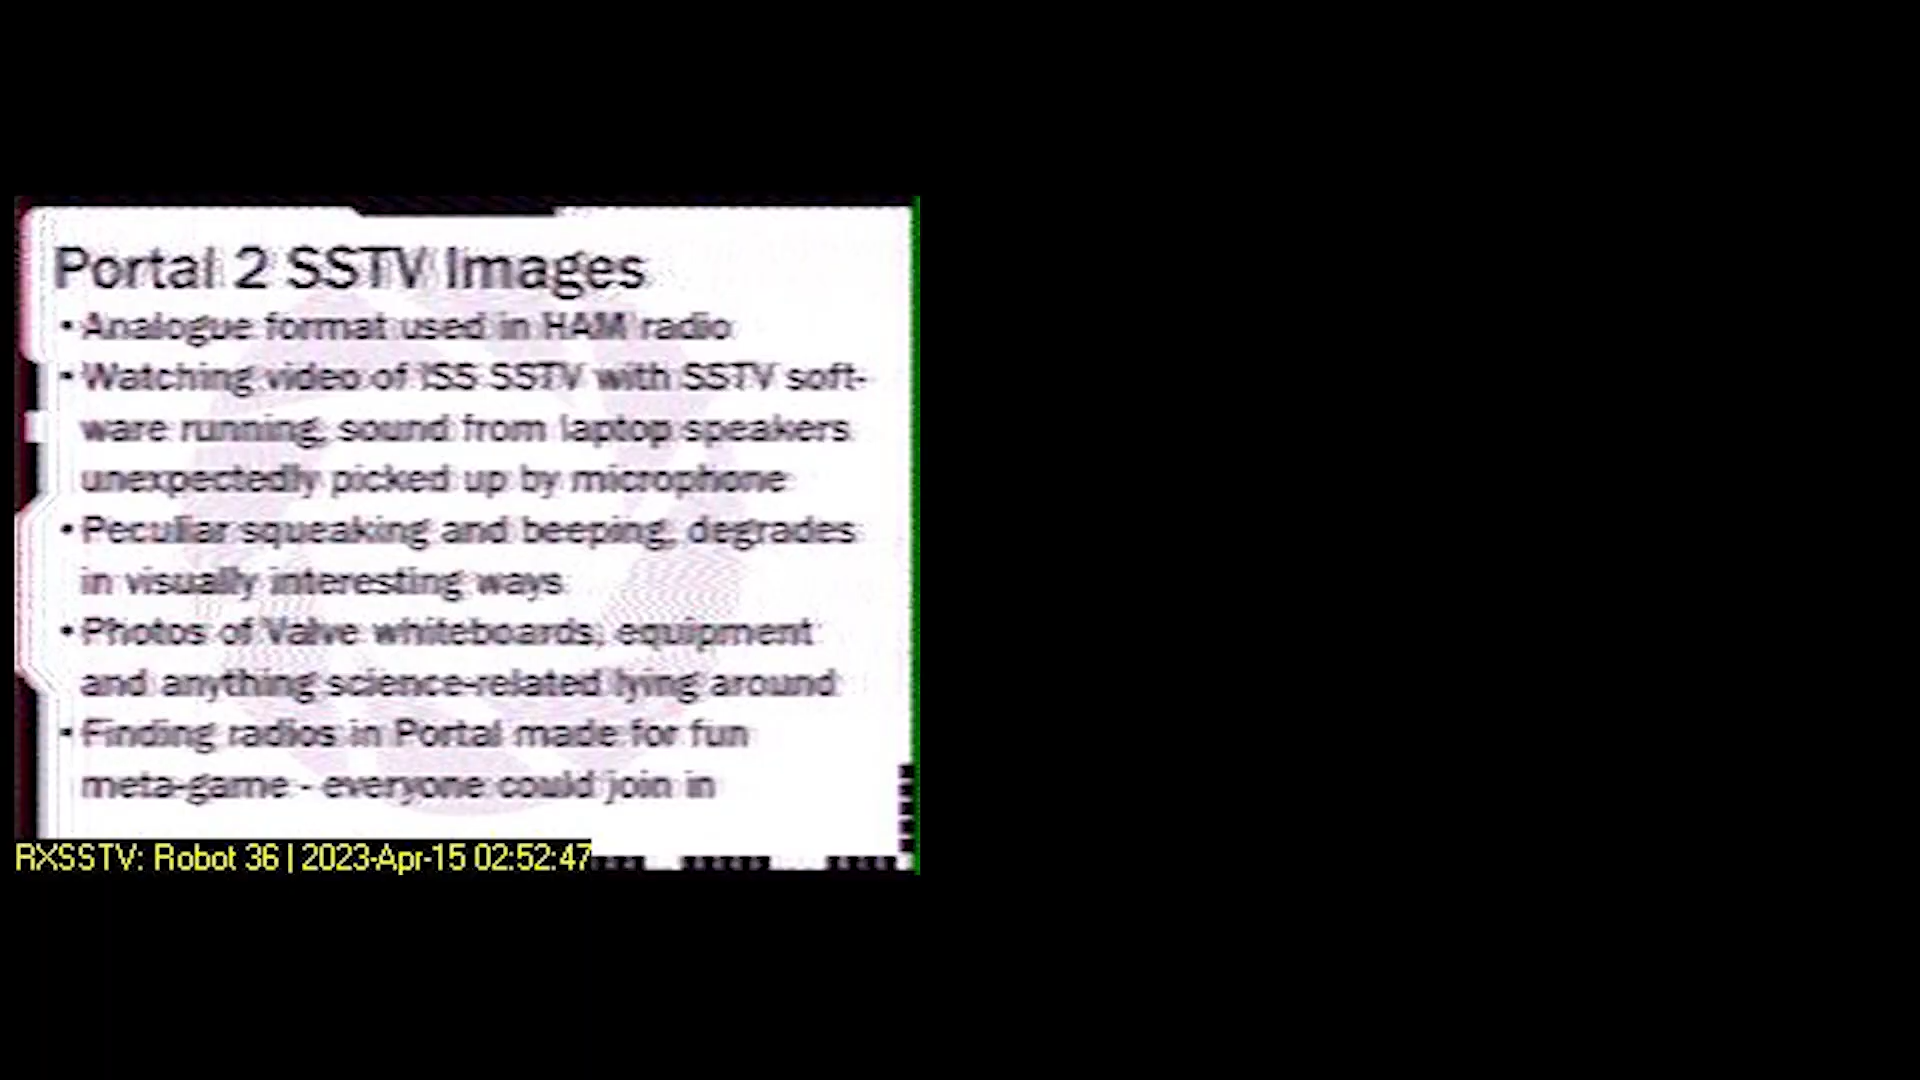 Portal 2 SSTV Images
• Analogue format used in HAM radio
• Watching video of ISS SSTV with SSTV soft-
ware running, sound from laptop speakers
unexpectedly picked up by microphone
• Peculiar squeaking and beeping, degrades
in visually interesting ways
• Photos of Valve whiteboards, equipment
and anything science-related lying around
• Finding radios in Portal made for fun
meta-game - everyone could join in
RXSSTV: Robot 36 | 2023-Apr-15 02:52:47